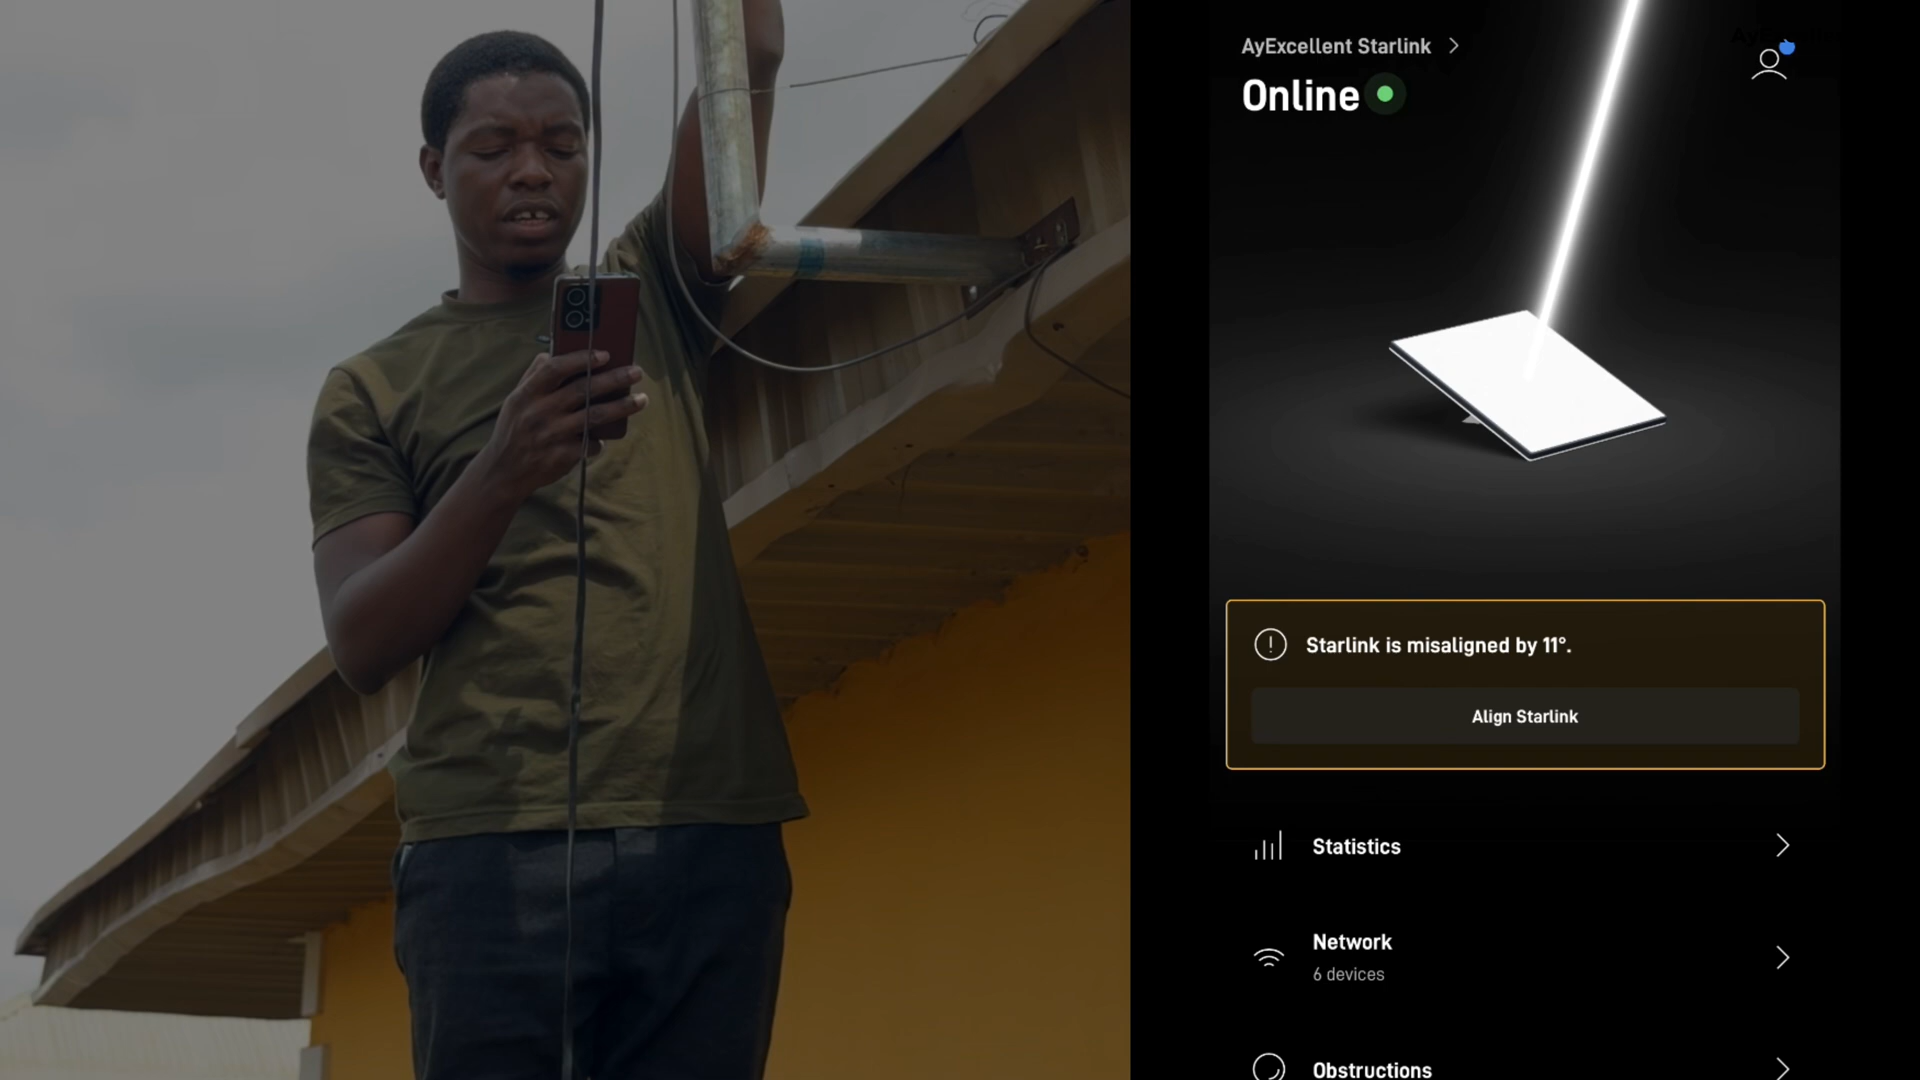 AyExcellent Starlink
Online
Starlink is misaligned by 11°.
Align Starlink
Statistics
Network
6 devices
Obstructions